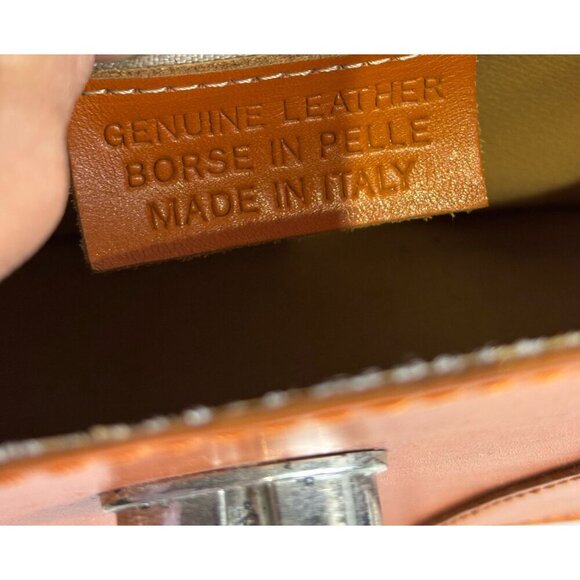 GENUINE LEATHER
BORSE IN PELLE
MADE IN ITALY